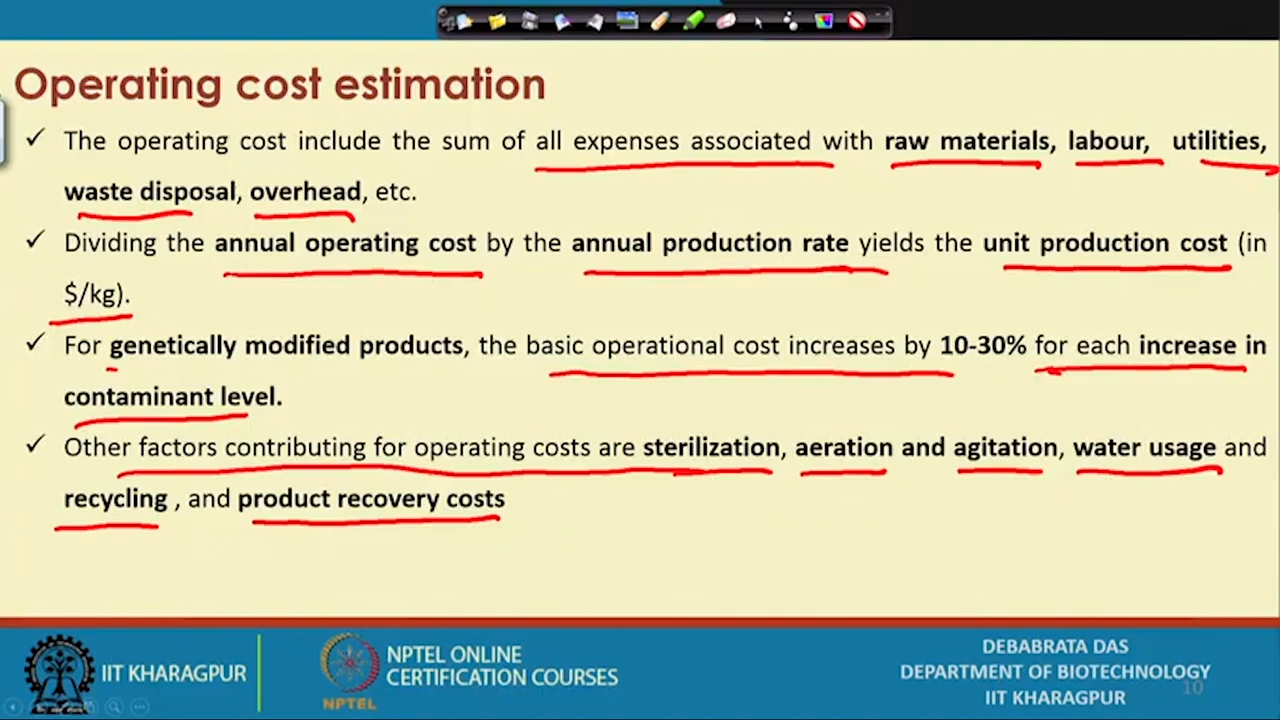 Operating cost estimation
✓ The operating cost include the sum of all expenses associated with raw materials, labour, utilities,
waste disposal, overhead, etc.
✓ Dividing the annual operating cost by the annual production rate yields the unit production cost (in
$/kg).
✓ For genetically modified products, the basic operational cost increases by 10-30% for each increase in
contaminant level.
✓ Other factors contributing for operating costs are sterilization, aeration and agitation, water usage and
recycling , and product recovery costs
IIT KHARAGPUR
NPTEL
NPTEL ONLINE
CERTIFICATION COURSES
DEBABRATA DAS
DEPARTMENT OF BIOTECHNOLOGY
IIT KHARAGPUR
10